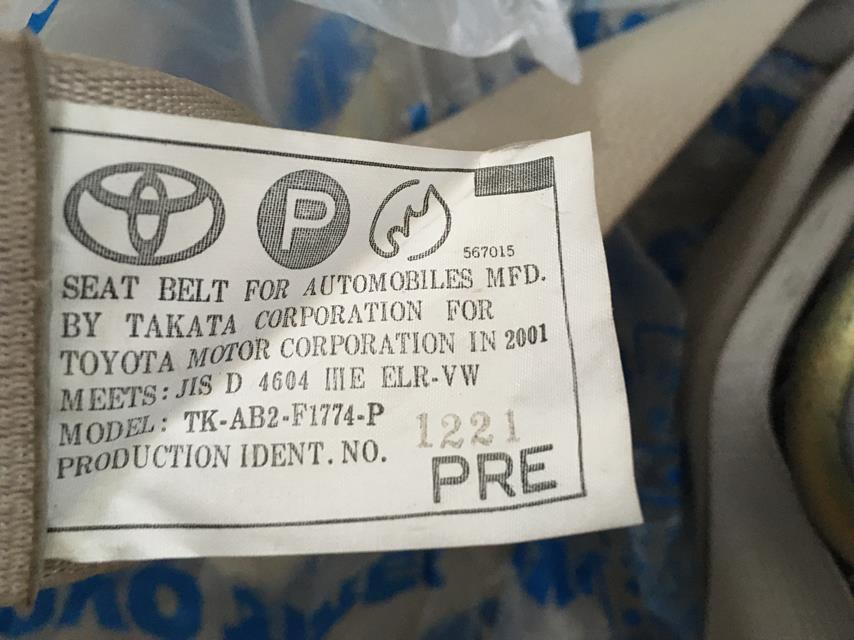 P
567015
SEAT BELT FOR AUTOMOBILES MFD.
BY TAKATA CORPORATION FOR
TOYOTA MOTOR CORPORATION IN 2001
MEETS: JIS D 4604 IIIE ELR-VW
MODEL: TK-AB2-F1774-P
PRODUCTION IDENT. NO. 1221
PRE